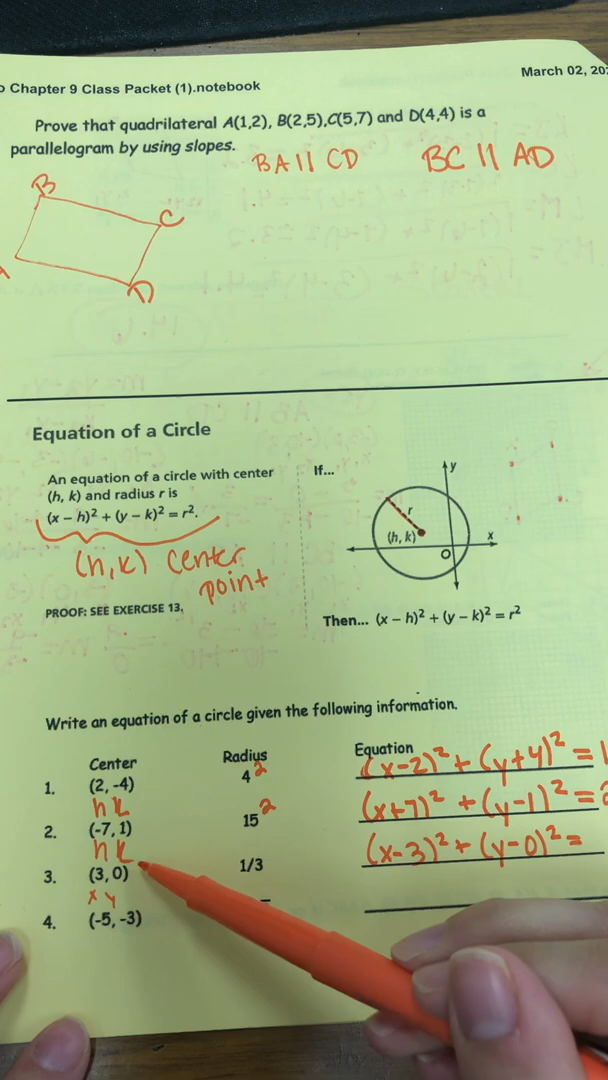 March 02, 20
Chapter 9 Class Packet (1).notebook
Prove that quadrilateral A(1,2), B(2,5),C(5,7) and D(4,4) is a
parallelogram by using slopes.
BA || CD BC || AD
B
C
D
Equation of a Circle
An equation of a circle with center
(h, k) and radius r is
(x – h)² + (y – k)² = r².
(h,k) center
point
PROOF: SEE EXERCISE 13.
If...
y
r
(h, k)
x
O
Then... (x – h)² + (y – k)² = r²
Write an equation of a circle given the following information.
Center Radius Equation
1. (2, -4) 4² (x-2)² + (y+4)² = 1
h k
2. (-7, 1) 15² (x+7)² + (y-1)² = 2
h k
3. (3, 0) 1/3 (x-3)² + (y-0)² =
x y
4. (-5, -3)